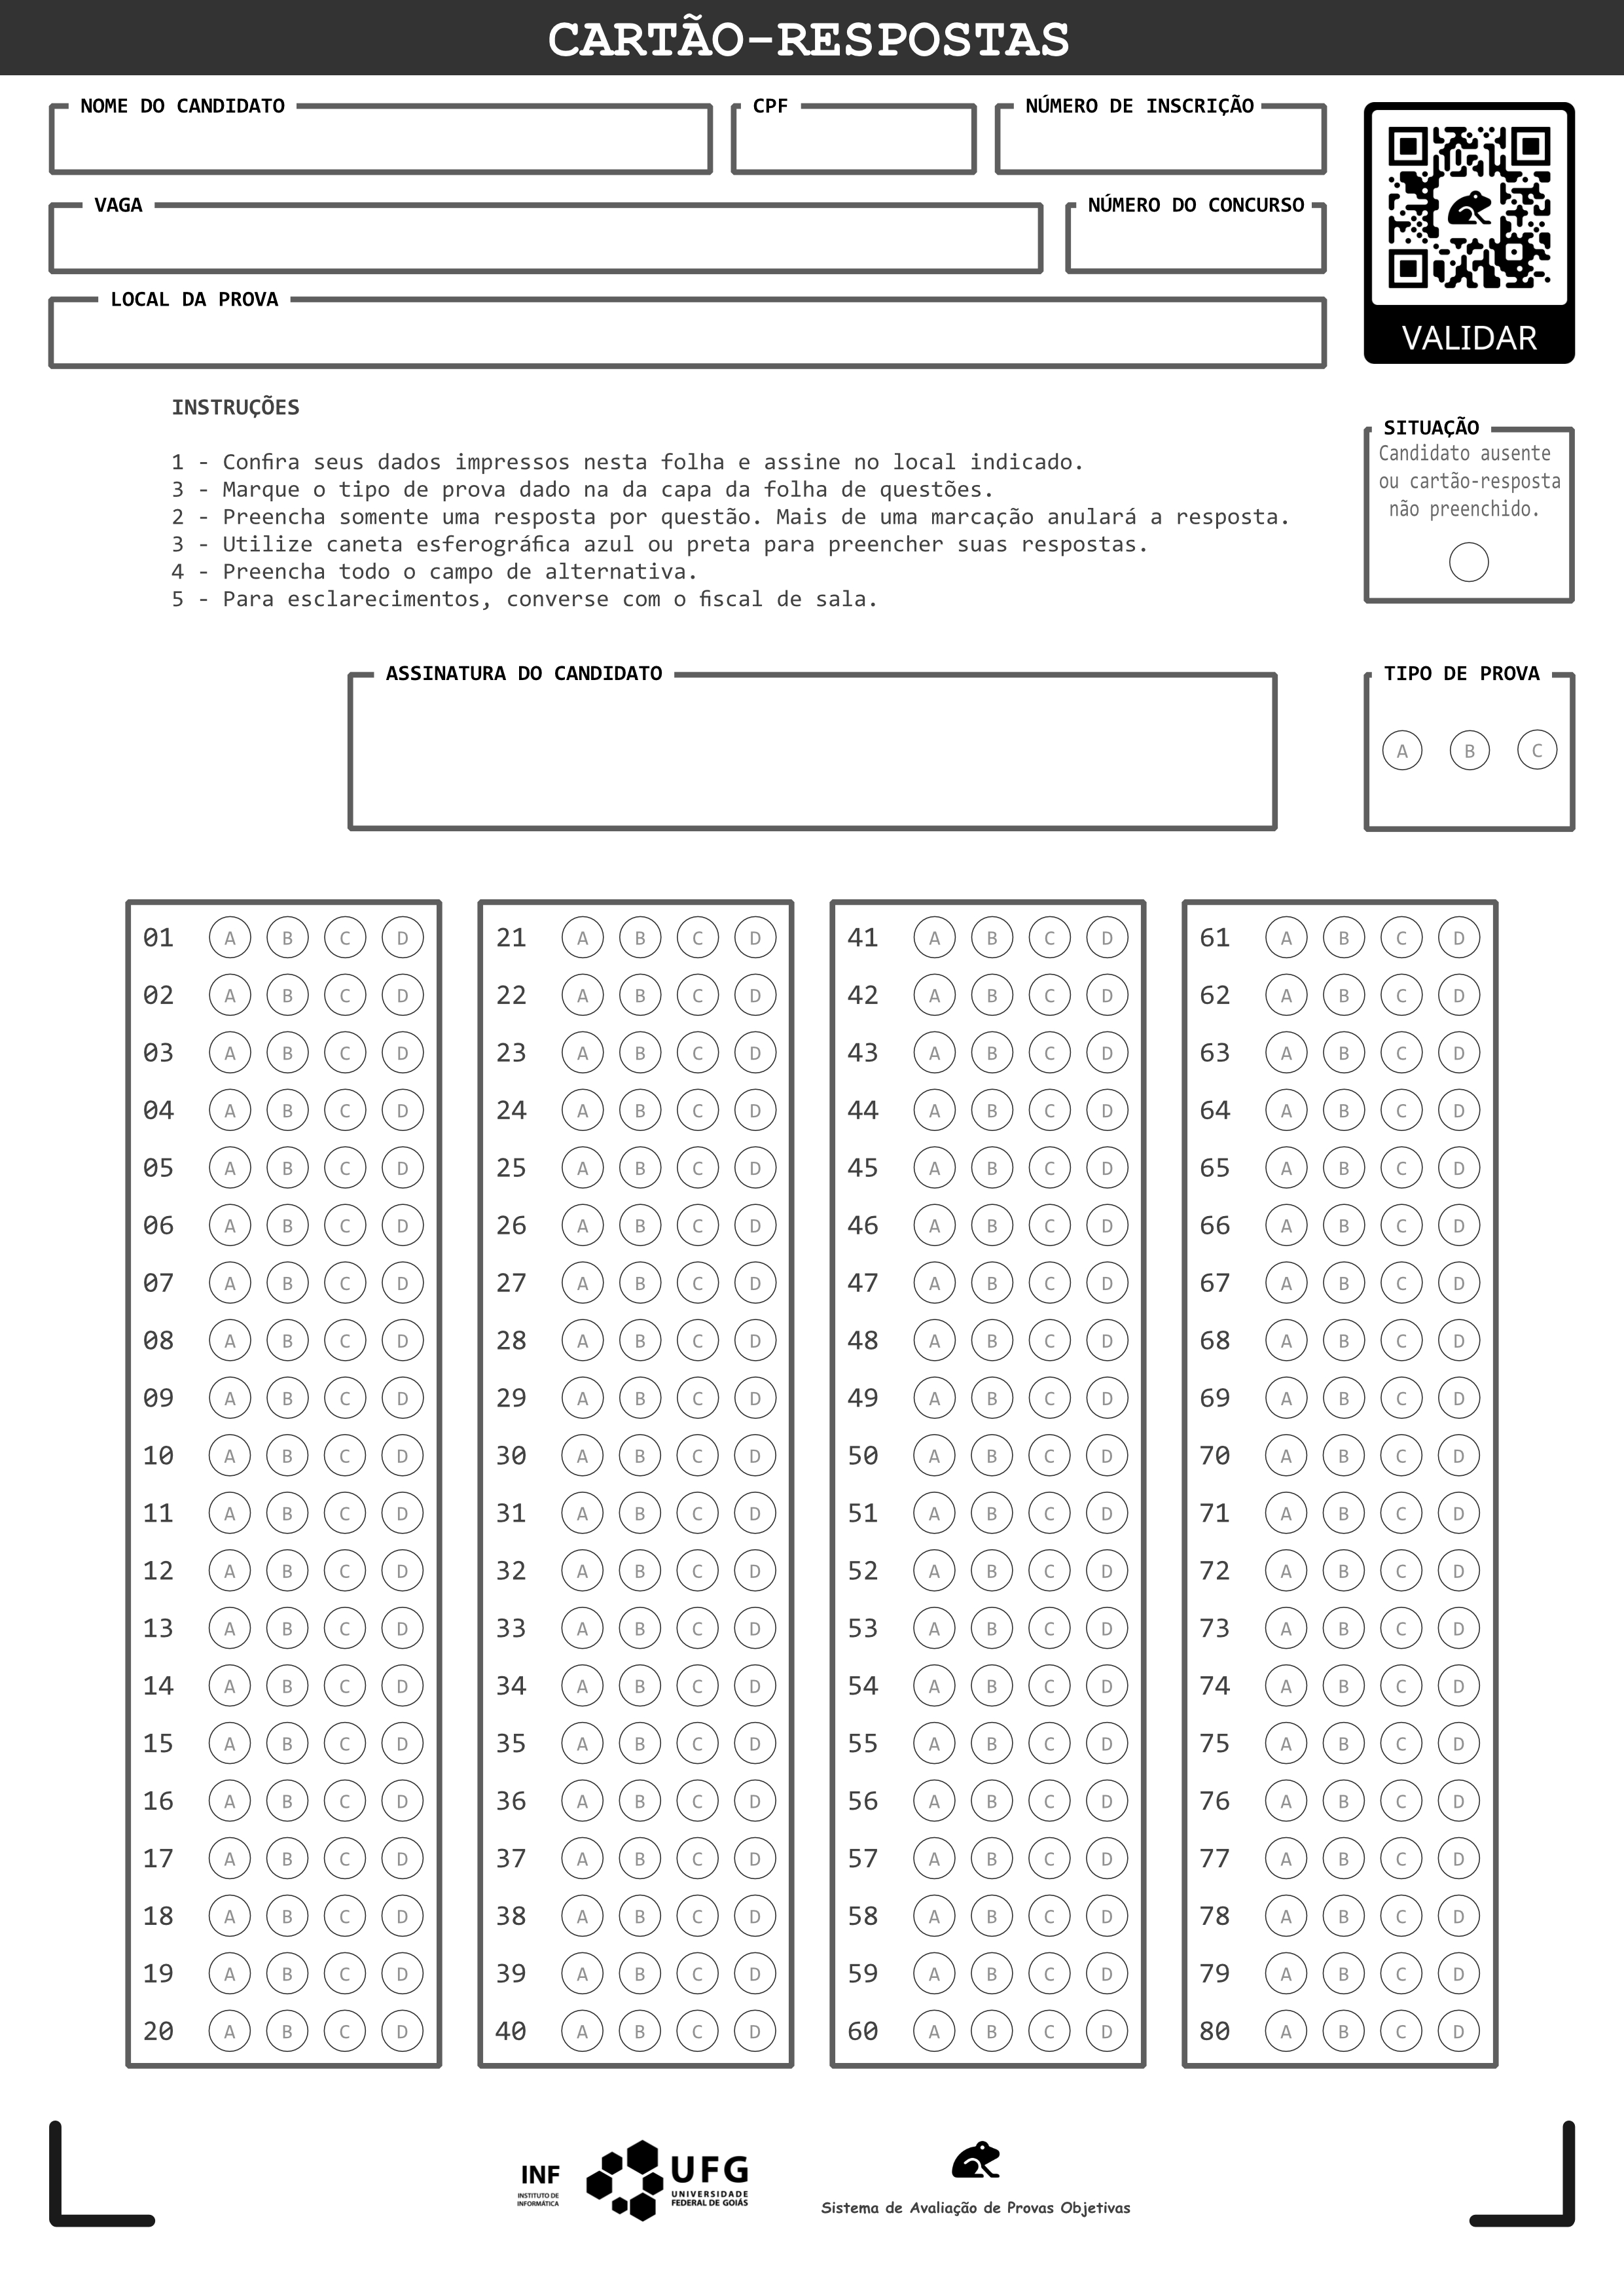 CARTÃO-RESPOSTAS
NOME DO CANDIDATO
CPF
NÚMERO DE INSCRIÇÃO
VAGA
NÚMERO DO CONCURSO
LOCAL DA PROVA
VALIDAR
INSTRUÇÕES
1 - Confira seus dados impressos nesta folha e assine no local indicado.
3 - Marque o tipo de prova dado na da capa da folha de questões.
2 - Preencha somente uma resposta por questão. Mais de uma marcação anulará a resposta.
3 - Utilize caneta esferográfica azul ou preta para preencher suas respostas.
4 - Preencha todo o campo de alternativa.
5 - Para esclarecimentos, converse com o fiscal de sala.
SITUAÇÃO
Candidato ausente
ou cartão-resposta
não preenchido.
ASSINATURA DO CANDIDATO
TIPO DE PROVA
A B C
01 A B C D
02 A B C D
03 A B C D
04 A B C D
05 A B C D
06 A B C D
07 A B C D
08 A B C D
09 A B C D
10 A B C D
11 A B C D
12 A B C D
13 A B C D
14 A B C D
15 A B C D
16 A B C D
17 A B C D
18 A B C D
19 A B C D
20 A B C D
21 A B C D
22 A B C D
23 A B C D
24 A B C D
25 A B C D
26 A B C D
27 A B C D
28 A B C D
29 A B C D
30 A B C D
31 A B C D
32 A B C D
33 A B C D
34 A B C D
35 A B C D
36 A B C D
37 A B C D
38 A B C D
39 A B C D
40 A B C D
41 A B C D
42 A B C D
43 A B C D
44 A B C D
45 A B C D
46 A B C D
47 A B C D
48 A B C D
49 A B C D
50 A B C D
51 A B C D
52 A B C D
53 A B C D
54 A B C D
55 A B C D
56 A B C D
57 A B C D
58 A B C D
59 A B C D
60 A B C D
61 A B C D
62 A B C D
63 A B C D
64 A B C D
65 A B C D
66 A B C D
67 A B C D
68 A B C D
69 A B C D
70 A B C D
71 A B C D
72 A B C D
73 A B C D
74 A B C D
75 A B C D
76 A B C D
77 A B C D
78 A B C D
79 A B C D
80 A B C D
INF
INSTITUTO DE
INFORMÁTICA
UFG
UNIVERSIDADE
FEDERAL DE GOIÁS
Sistema de Avaliação de Provas Objetivas